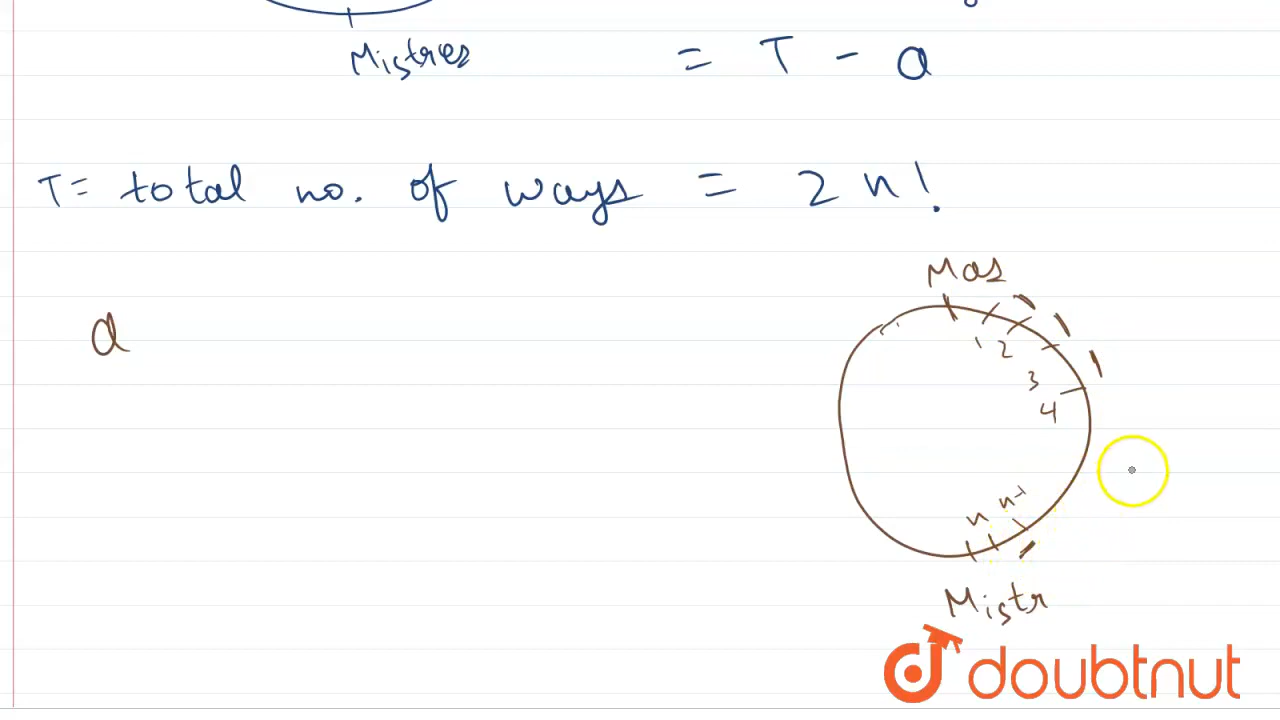 Mistres
= T - a
T = total no. of ways = 2n!
Mas
a
1 2
3
4
n n-1
Mistr
doubtnut